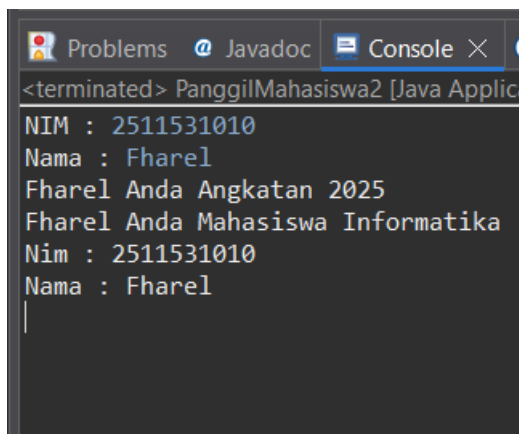 Problems @ Javadoc Console
<terminated> PanggilMahasiswa2 [Java Applic
NIM : 2511531010
Nama : Fharel
Fharel Anda Angkatan 2025
Fharel Anda Mahasiswa Informatika
Nim : 2511531010
Nama : Fharel